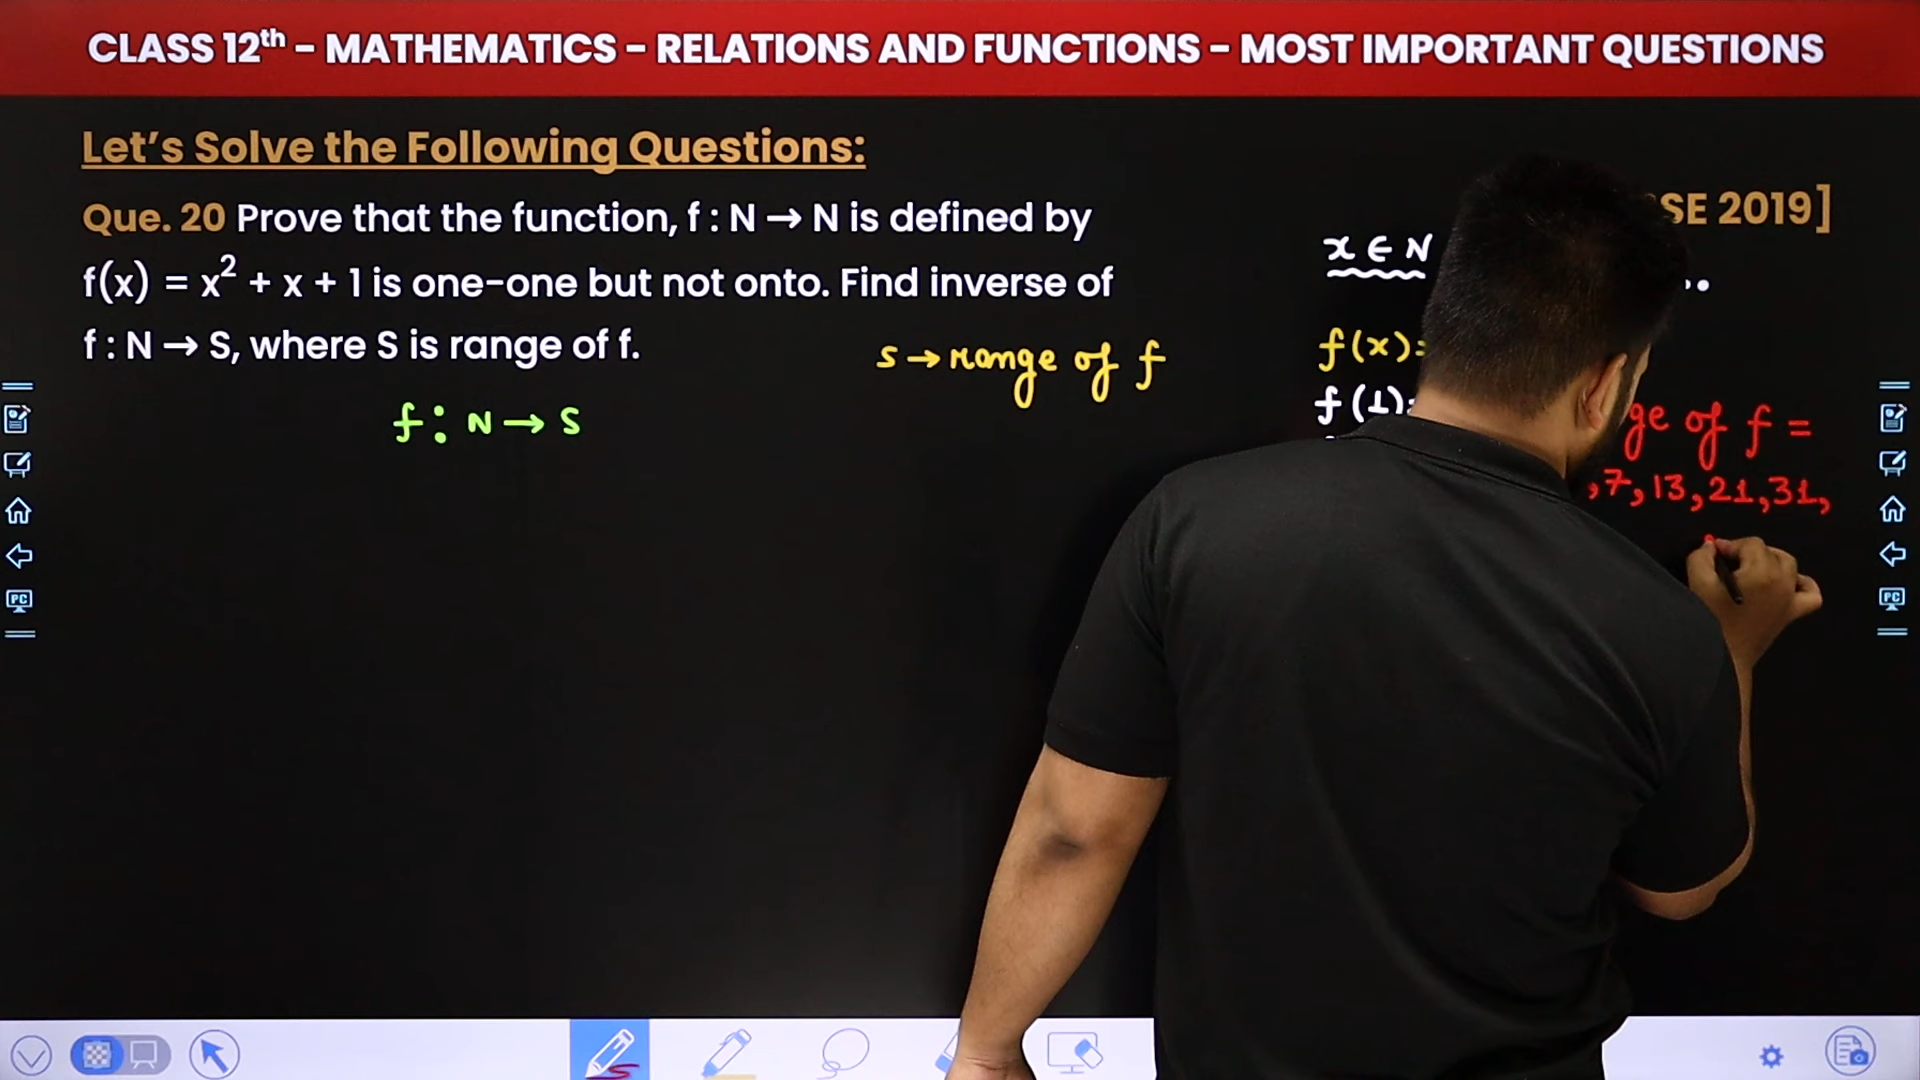 CLASS 12th – MATHEMATICS – RELATIONS AND FUNCTIONS – MOST IMPORTANT QUESTIONS
Let's Solve the Following Questions:
SE 2019]
Que. 20 Prove that the function, f : N → N is defined by
f(x) = x² + x + 1 is one-one but not onto. Find inverse of
f : N → S, where S is range of f.
f : N → S
S → range of f
x ∈ N
..
f(x)=
f(1)=
ge of f =
,7,13,21,31,
PC
PC